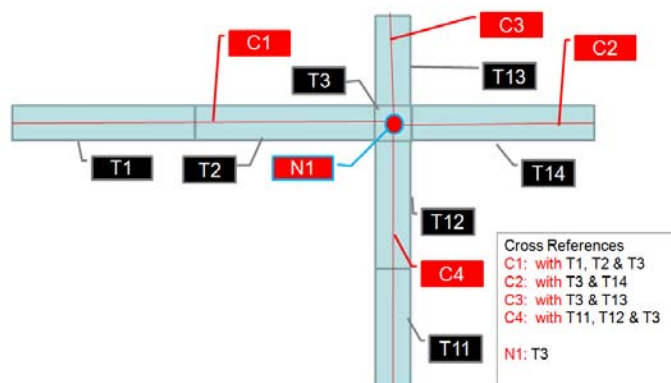 C3
C1
C2
T3
T13
T1
T2
N1
T14
T12
C4
T11
Cross References
C1: with T1, T2 & T3
C2: with T3 & T14
C3: with T3 & T13
C4: with T11, T12 & T3
N1: T3